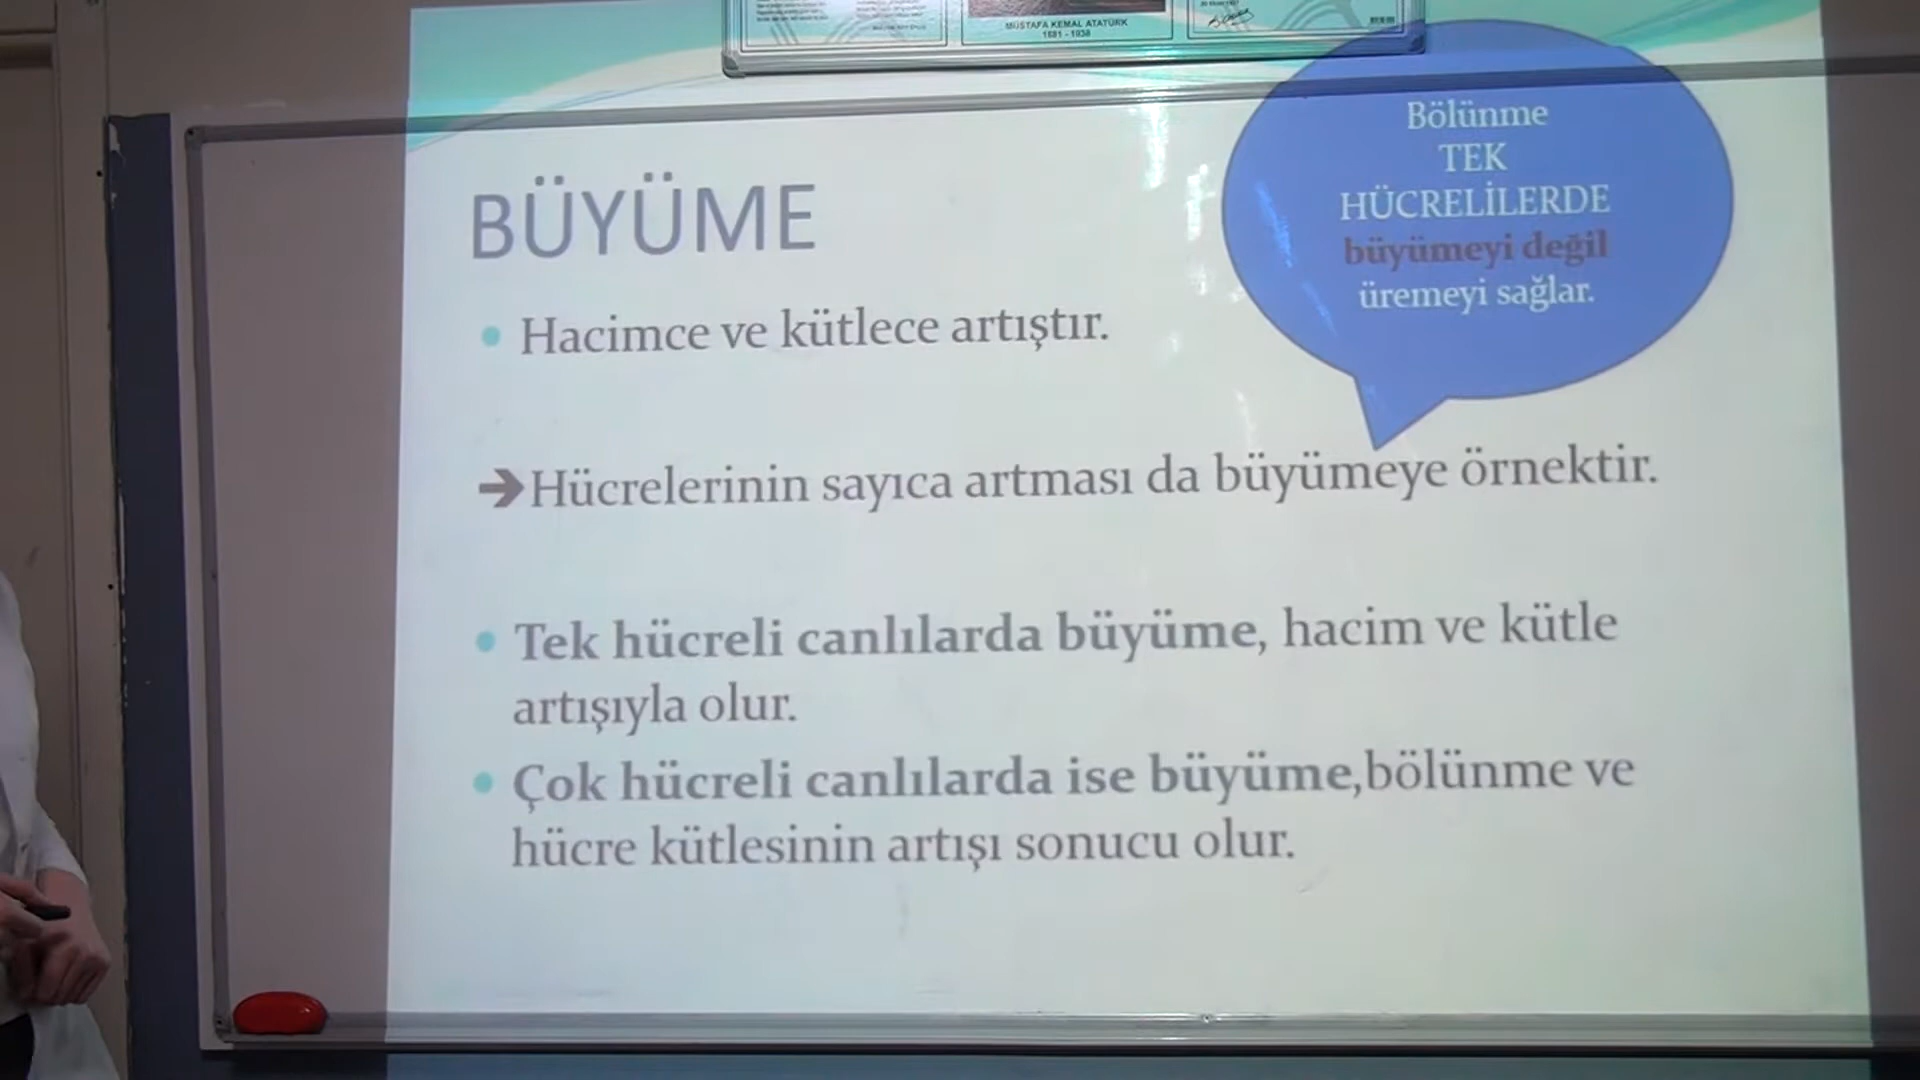 MUSTAFA KEMAL ATATÜRK
1881 - 1938
Bölünme
TEK
HÜCRELİLERDE
büyümeyi değil
üremeyi sağlar.
BÜYÜME
• Hacimce ve kütlece artıştır.
➔Hücrelerinin sayıca artması da büyümeye örnektir.
• Tek hücreli canlılarda büyüme, hacim ve kütle
artışıyla olur.
• Çok hücreli canlılarda ise büyüme,bölünme ve
hücre kütlesinin artışı sonucu olur.